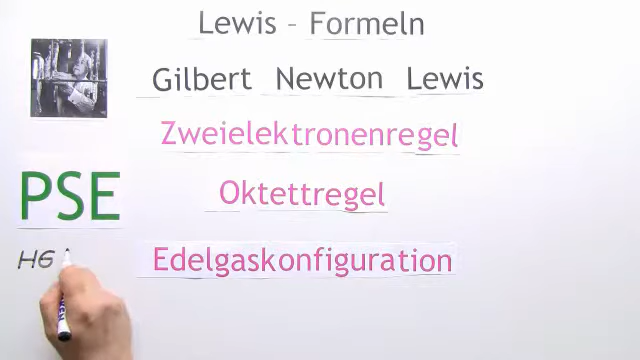 Lewis – Formeln
Gilbert Newton Lewis
Zweielektronenregel
Oktettregel
PSE
HG
Edelgaskonfiguration